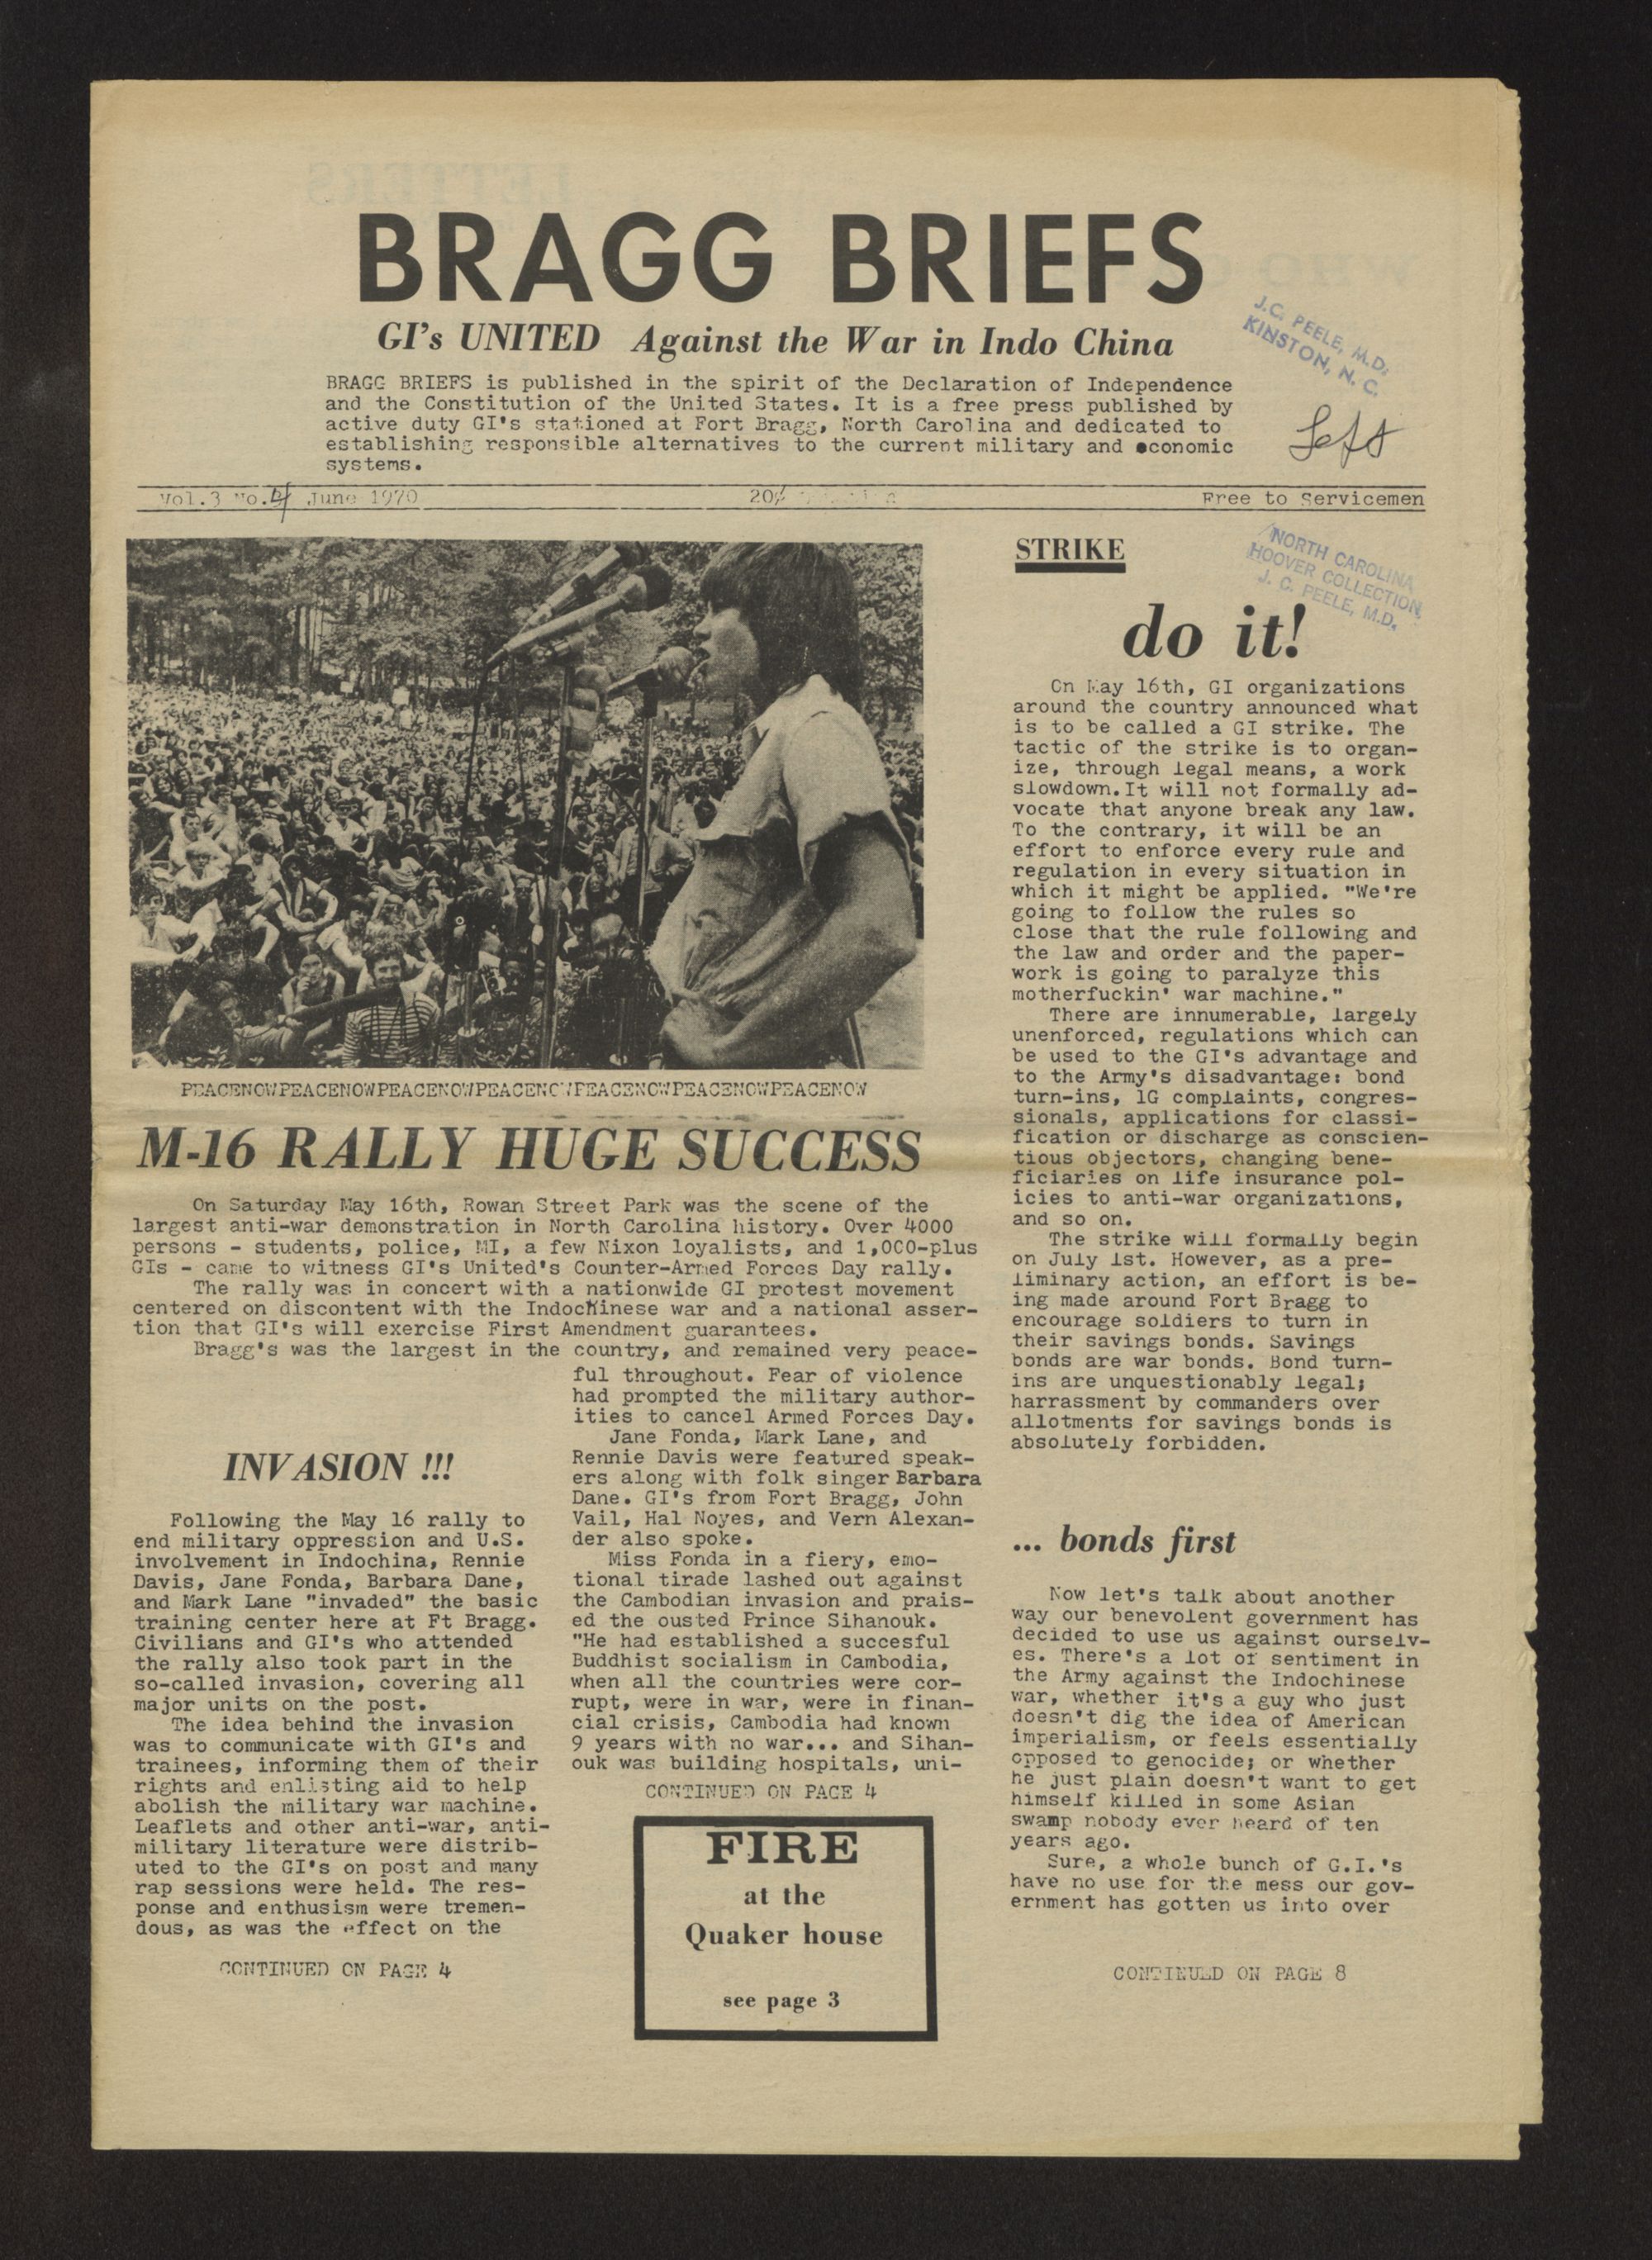 BRAGG BRIEFS
GI's UNITED Against the War in Indo China
BRAGG BRIEFS is published in the spirit of the Declaration of Independence
and the Constitution of the United States. It is a free press published by
active duty GI's stationed at Fort Bragg, North Carolina and dedicated to
establishing responsible alternatives to the current military and economic
systems.
J.C. PEELE, M.D.
KINSTON, N. C.
Left
Vol.3 No.4 June 1970 20¢ Free to Servicemen
NORTH CAROLINA
HOOVER COLLECTION
J. C. PEELE, M.D.
PEACENOWPEACENOWPEACENOWPEACENOWPEACENOWPEACENOWPEACENOW
M-16 RALLY HUGE SUCCESS
On Saturday May 16th, Rowan Street Park was the scene of the
largest anti-war demonstration in North Carolina history. Over 4000
persons - students, police, MI, a few Nixon loyalists, and 1,000-plus
GIs - came to witness GI's United's Counter-Armed Forces Day rally.
The rally was in concert with a nationwide GI protest movement
centered on discontent with the Indochinese war and a national asser-
tion that GI's will exercise First Amendment guarantees.
Bragg's was the largest in the country, and remained very peace-
ful throughout. Fear of violence
had prompted the military author-
ities to cancel Armed Forces Day.
Jane Fonda, Mark Lane, and
Rennie Davis were featured speak-
ers along with folk singer Barbara
Dane. GI's from Fort Bragg, John
Vail, Hal Noyes, and Vern Alexan-
der also spoke.
Miss Fonda in a fiery, emo-
tional tirade lashed out against
the Cambodian invasion and prais-
ed the ousted Prince Sihanouk.
"He had established a succesful
Buddhist socialism in Cambodia,
when all the countries were cor-
rupt, were in war, were in finan-
cial crisis, Cambodia had known
9 years with no war... and Sihan-
ouk was building hospitals, uni-
CONTINUED ON PAGE 4
INVASION !!!
Following the May 16 rally to
end military oppression and U.S.
involvement in Indochina, Rennie
Davis, Jane Fonda, Barbara Dane,
and Mark Lane "invaded" the basic
training center here at Ft Bragg.
Civilians and GI's who attended
the rally also took part in the
so-called invasion, covering all
major units on the post.
The idea behind the invasion
was to communicate with GI's and
trainees, informing them of their
rights and enlisting aid to help
abolish the military war machine.
Leaflets and other anti-war, anti-
military literature were distrib-
uted to the GI's on post and many
rap sessions were held. The res-
ponse and enthusism were tremen-
dous, as was the effect on the
CONTINUED ON PAGE 4
FIRE
at the
Quaker house
see page 3
STRIKE
do it!
On May 16th, GI organizations
around the country announced what
is to be called a GI strike. The
tactic of the strike is to organ-
ize, through legal means, a work
slowdown.It will not formally ad-
vocate that anyone break any law.
To the contrary, it will be an
effort to enforce every rule and
regulation in every situation in
which it might be applied. "We're
going to follow the rules so
close that the rule following and
the law and order and the paper-
work is going to paralyze this
motherfuckin' war machine."
There are innumerable, largely
unenforced, regulations which can
be used to the GI's advantage and
to the Army's disadvantage: bond
turn-ins, IG complaints, congres-
sionals, applications for classi-
fication or discharge as conscien-
tious objectors, changing bene-
ficiaries on life insurance pol-
icies to anti-war organizations,
and so on.
The strike will formally begin
on July 1st. However, as a pre-
liminary action, an effort is be-
ing made around Fort Bragg to
encourage soldiers to turn in
their savings bonds. Savings
bonds are war bonds. Bond turn-
ins are unquestionably legal;
harrassment by commanders over
allotments for savings bonds is
absolutely forbidden.
... bonds first
Now let's talk about another
way our benevolent government has
decided to use us against ourselv-
es. There's a lot of sentiment in
the Army against the Indochinese
war, whether it's a guy who just
doesn't dig the idea of American
imperialism, or feels essentially
opposed to genocide; or whether
he just plain doesn't want to get
himself killed in some Asian
swamp nobody ever heard of ten
years ago.
Sure, a whole bunch of G.I.'s
have no use for the mess our gov-
ernment has gotten us into over
CONTINUED ON PAGE 8